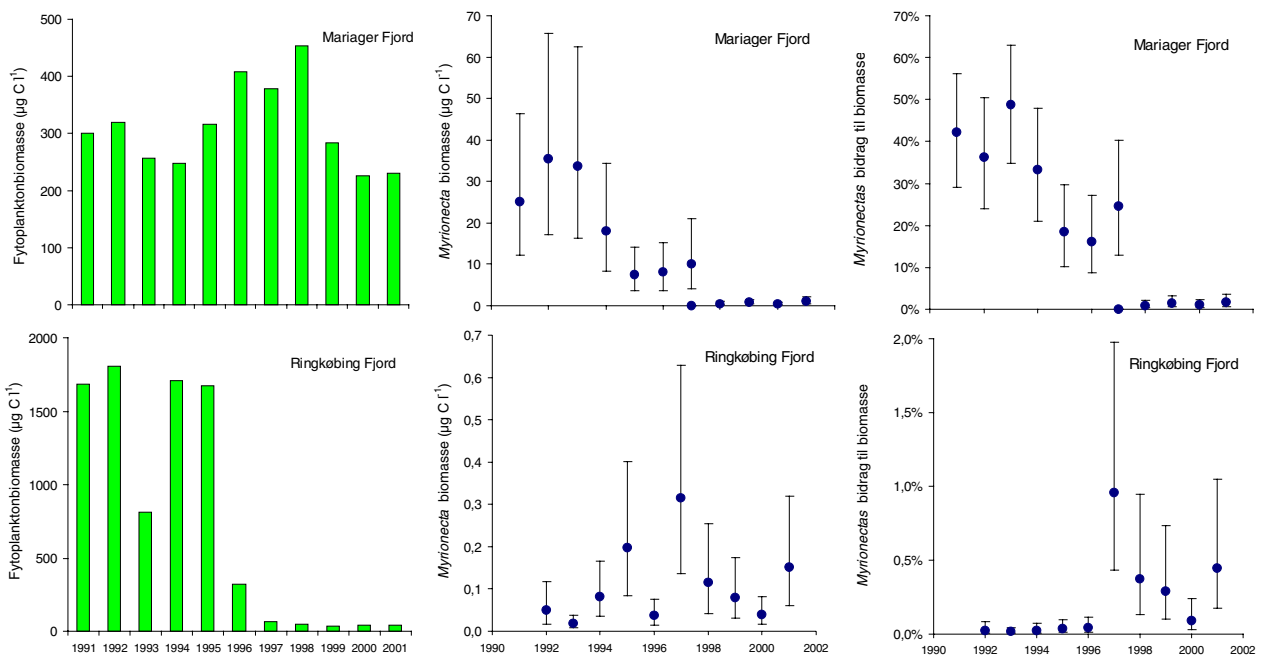 Mariager Fjord
Fytoplanktonbiomasse (µg C l⁻¹)
500
400
300
200
100
0
Mariager Fjord
Myrionecta biomasse (µg C l⁻¹)
70
60
50
40
30
20
10
0
Mariager Fjord
Myrionectas bidrag til biomasse
70%
60%
50%
40%
30%
20%
10%
0%
Ringkøbing Fjord
Fytoplanktonbiomasse (µg C l⁻¹)
2000
1500
1000
500
0
1991 1992 1993 1994 1995 1996 1997 1998 1999 2000 2001
Ringkøbing Fjord
Myrionecta biomasse (µg C l⁻¹)
0,7
0,6
0,5
0,4
0,3
0,2
0,1
0,0
1990 1992 1994 1996 1998 2000 2002
Ringkøbing Fjord
Myrionectas bidrag til biomasse
2,0%
1,5%
1,0%
0,5%
0,0%
1990 1992 1994 1996 1998 2000 2002